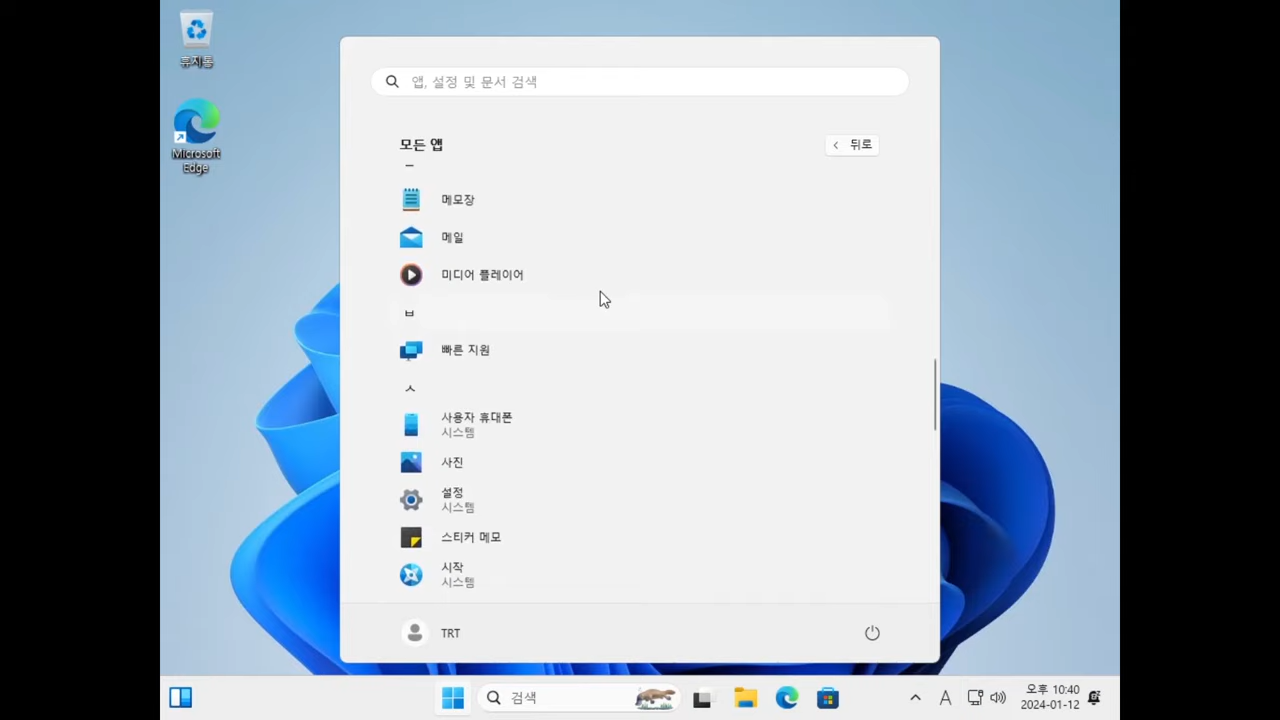 휴지통
Microsoft
Edge
앱, 설정 및 문서 검색
모든 앱
뒤로
메모장
메일
미디어 플레이어
ㅂ
빠른 지원
ㅅ
사용자 휴대폰
시스템
사진
설정
시스템
스티커 메모
시작
시스템
TRT
검색
A
오후 10:40
2024-01-12